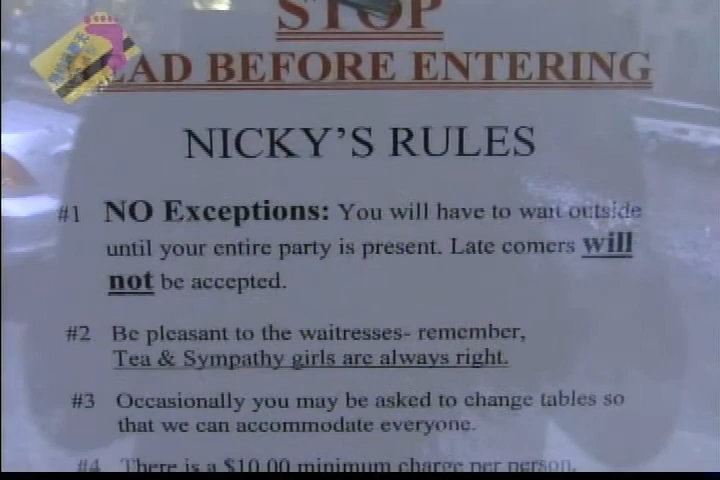 STOP
EAD BEFORE ENTERING
NICKY'S RULES
#1 NO Exceptions: You will have to wait outside
until your entire party is present. Late comers will
not be accepted.
#2 Be pleasant to the waitresses- remember,
Tea & Sympathy girls are always right.
#3 Occasionally you may be asked to change tables so
that we can accommodate everyone.
#4 There is a $10.00 minimum charge per person.